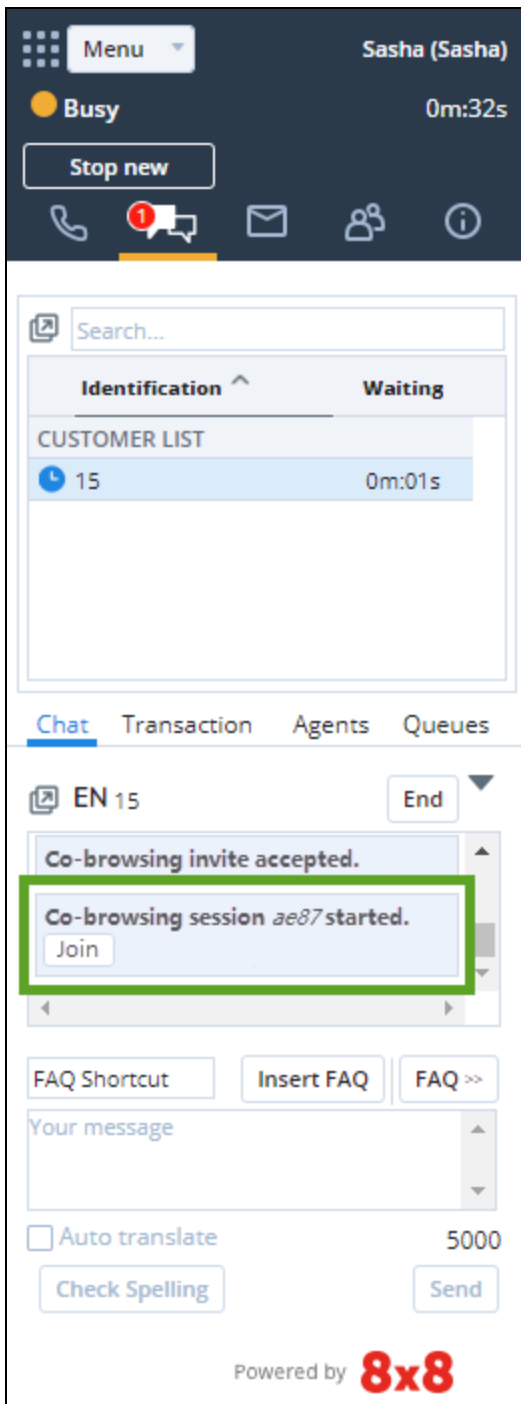 Menu Sasha (Sasha)
Busy 0m:32s
Stop new
1
Search...
Identification Waiting
CUSTOMER LIST
15 0m:01s
Chat Transaction Agents Queues
EN 15 End
Co-browsing invite accepted.
Co-browsing session ae87 started.
Join
FAQ Shortcut Insert FAQ FAQ >>
Your message
Auto translate 5000
Check Spelling Send
Powered by 8x8